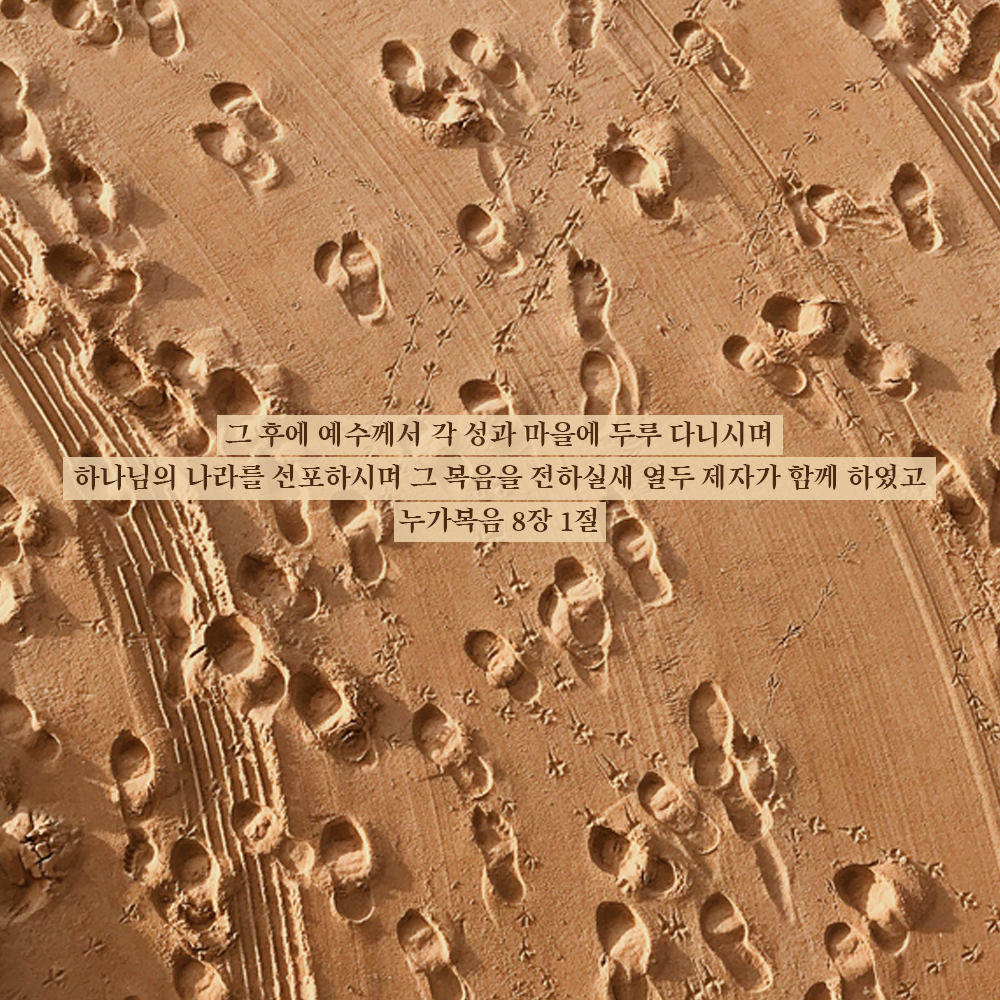 그 후에 예수께서 각 성과 마을에 두루 다니시며
하나님의 나라를 선포하시며 그 복음을 전하실새 열두 제자가 함께 하였고
누가복음 8장 1절